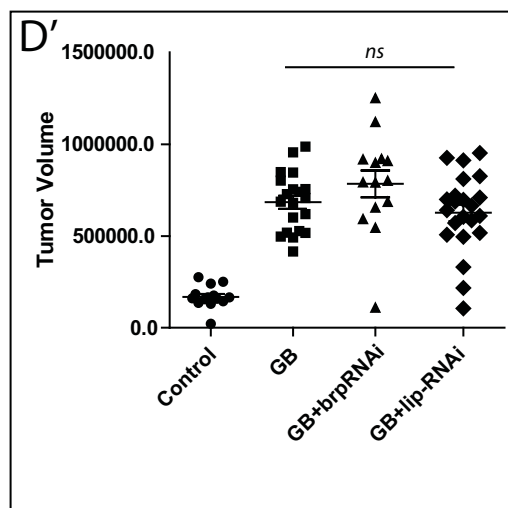 D'
ns
1500000.0
1000000.0
500000.0
0.0
Tumor Volume
Control
GB
GB+brpRNAi
GB+lip-RNAi